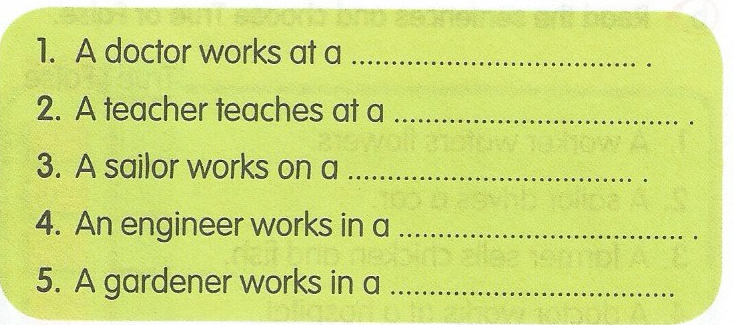 1. A doctor works at a ................................... .
2. A teacher teaches at a ................................... .
3. A sailor works on a ................................... .
4. An engineer works in a ................................... .
5. A gardener works in a ...................................